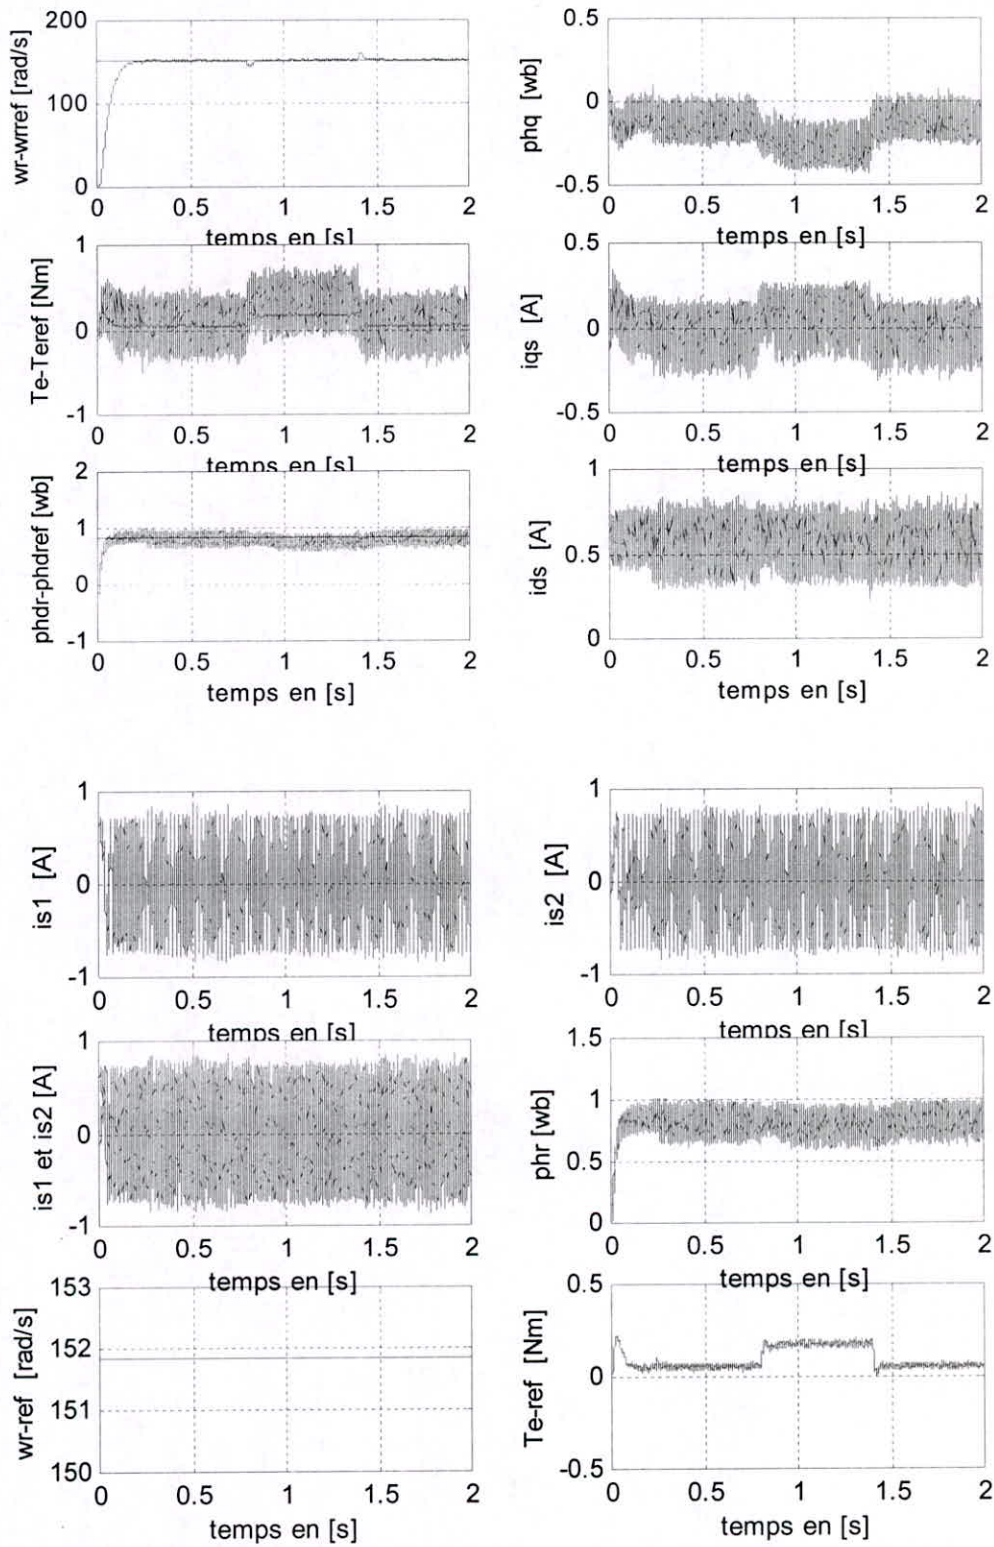 wr-wrref [rad/s]
200
100
0
0 0.5 1 1.5 2
temps en [s]
phq [wb]
0.5
0
-0.5
0 0.5 1 1.5 2
temps en [s]
Te-Teref [Nm]
1
0
-1
0 0.5 1 1.5 2
temps en [s]
iqs [A]
0.5
0
-0.5
0 0.5 1 1.5 2
temps en [s]
phdr-phdref [wb]
2
1
0
-1
0 0.5 1 1.5 2
temps en [s]
ids [A]
1
0.5
0
0 0.5 1 1.5 2
temps en [s]
is1 [A]
1
0
-1
0 0.5 1 1.5 2
temps en [s]
is2 [A]
1
0
-1
0 0.5 1 1.5 2
temps en [s]
is1 et is2 [A]
1
0
-1
0 0.5 1 1.5 2
temps en [s]
phr [wb]
1.5
1
0.5
0
0 0.5 1 1.5 2
temps en [s]
wr-ref [rad/s]
153
152
151
150
0 0.5 1 1.5 2
temps en [s]
Te-ref [Nm]
0.5
0
-0.5
0 0.5 1 1.5 2
temps en [s]